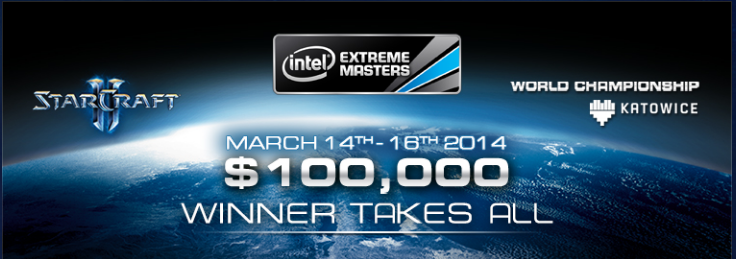 intel EXTREME
MASTERS
STARCRAFT
II
WORLD CHAMPIONSHIP
KATOWICE
MARCH 14TH - 16TH 2014
$100,000
WINNER TAKES ALL